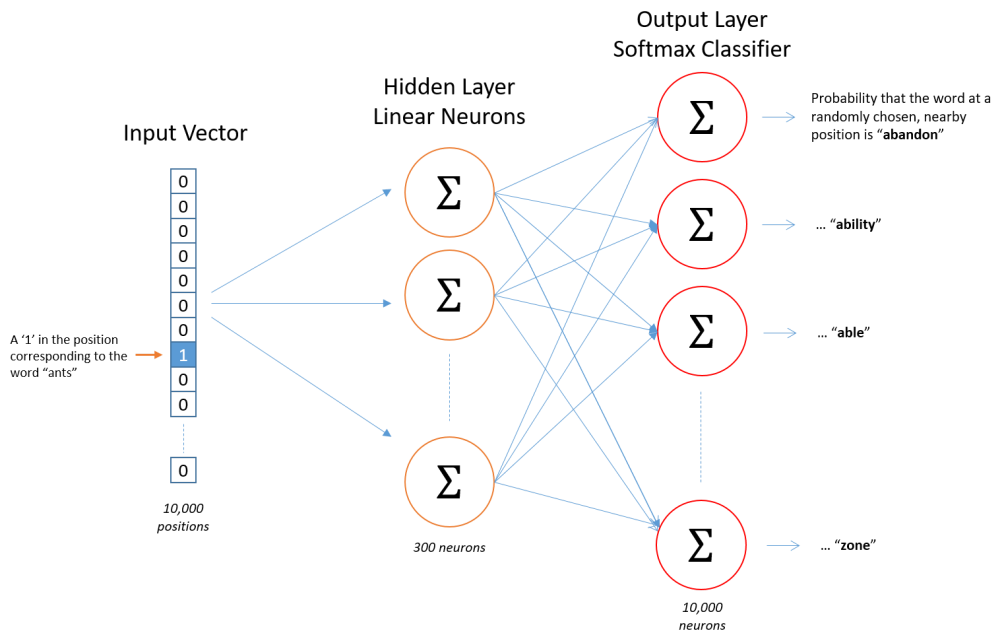 Output Layer
Softmax Classifier
Hidden Layer
Linear Neurons
Input Vector
0
0
0
0
0
0
0
1
0
0
0
A ‘1’ in the position
corresponding to the
word “ants”
10,000
positions
Σ
Σ
Σ
300 neurons
Σ
Σ
Σ
Σ
10,000
neurons
Probability that the word at a
randomly chosen, nearby
position is “abandon”
... “ability”
... “able”
... “zone”